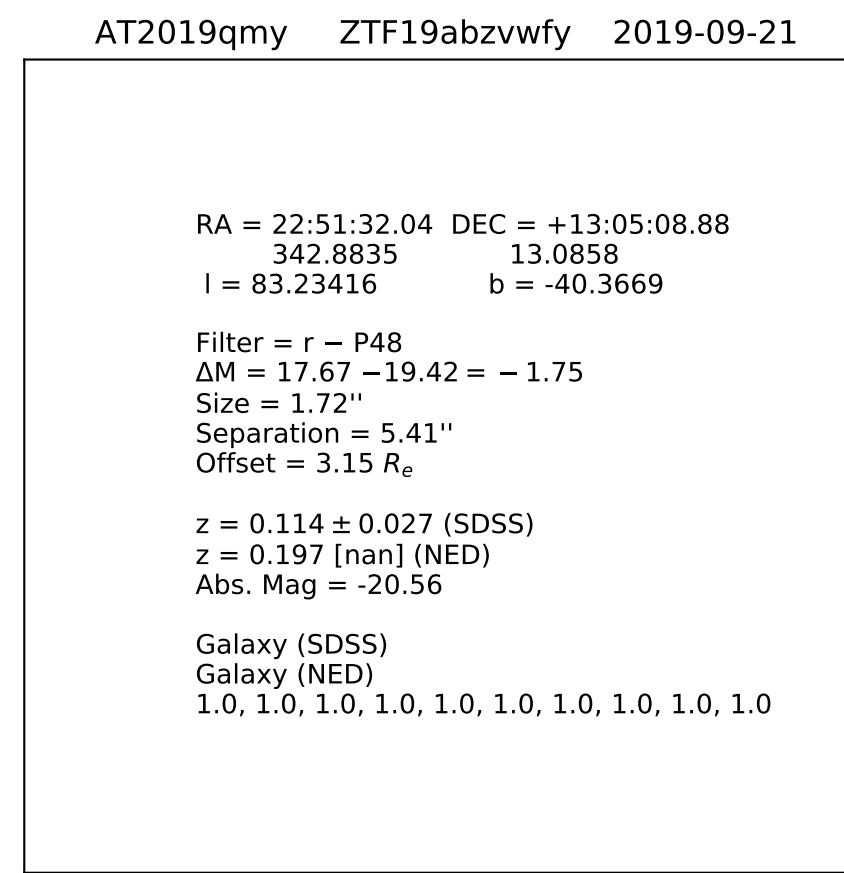 AT2019qmy ZTF19abzvwfy 2019-09-21
RA = 22:51:32.04 DEC = +13:05:08.88
342.8835 13.0858
l = 83.23416 b = -40.3669
Filter = r − P48
ΔM = 17.67 −19.42 = − 1.75
Size = 1.72''
Separation = 5.41''
Offset = 3.15 Rₑ
z = 0.114 ± 0.027 (SDSS)
z = 0.197 [nan] (NED)
Abs. Mag = -20.56
Galaxy (SDSS)
Galaxy (NED)
1.0, 1.0, 1.0, 1.0, 1.0, 1.0, 1.0, 1.0, 1.0, 1.0